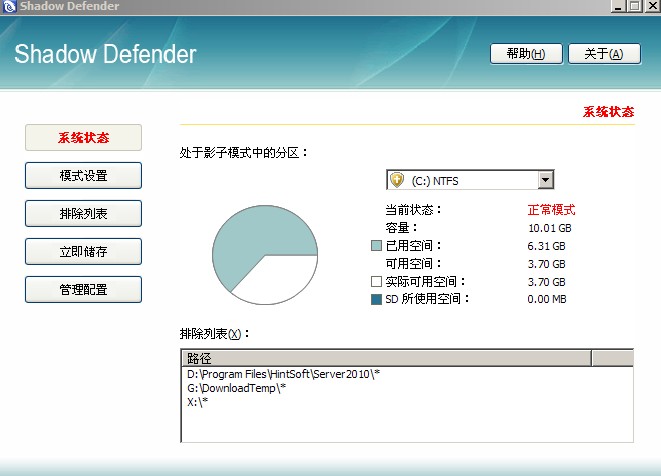 Shadow Defender
Shadow Defender
帮助(H)
关于(A)
系统状态
模式设置
排除列表
立即储存
管理配置
系统状态
处于影子模式中的分区：
(C:) NTFS
当前状态： 正常模式
容量： 10.01 GB
已用空间： 6.31 GB
可用空间： 3.70 GB
实际可用空间： 3.70 GB
SD 所使用空间： 0.00 MB
排除列表(X)：
路径
D:\Program Files\HintSoft\Server2010\*
G:\DownloadTemp\*
X:\*